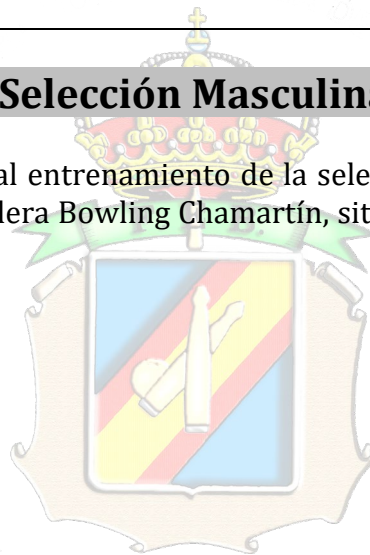 Selección Masculina
al entrenamiento de la sele
lera Bowling Chamartín, sit